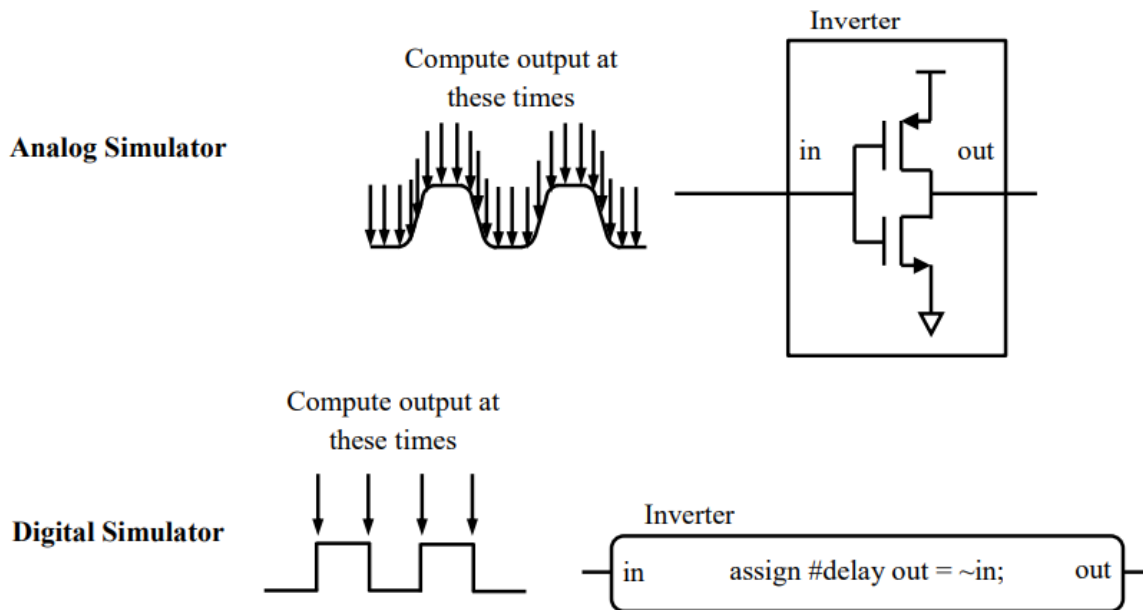 Inverter
Compute output at
these times
Analog Simulator
in
out
Compute output at
these times
Digital Simulator
Inverter
in
assign #delay out = ~in;
out